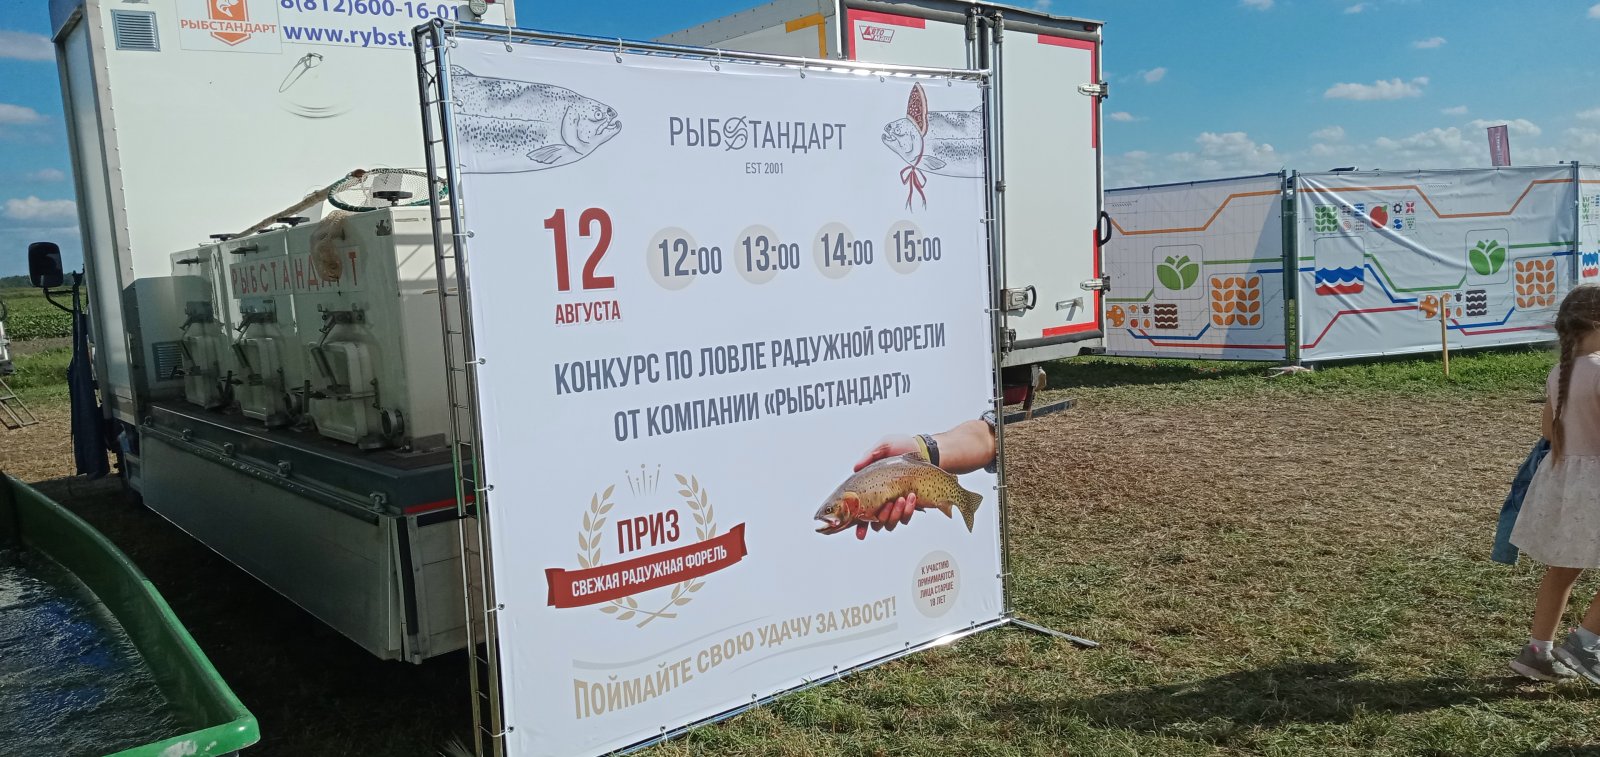 8(812)600-16-01
РЫБСТАНДАРТ
www.rybst.
РЫБСТАНДАРТ
РЫБСТАНДАРТ
EST 2001
12
АВГУСТА
12:00 13:00 14:00 15:00
КОНКУРС ПО ЛОВЛЕ РАДУЖНОЙ ФОРЕЛИ
ОТ КОМПАНИИ «РЫБСТАНДАРТ»
ПРИЗ
СВЕЖАЯ РАДУЖНАЯ ФОРЕЛЬ
К УЧАСТИЮ
ПРИНИМАЮТСЯ
ЛИЦА СТАРШЕ
18 ЛЕТ
ПОЙМАЙТЕ СВОЮ УДАЧУ ЗА ХВОСТ!